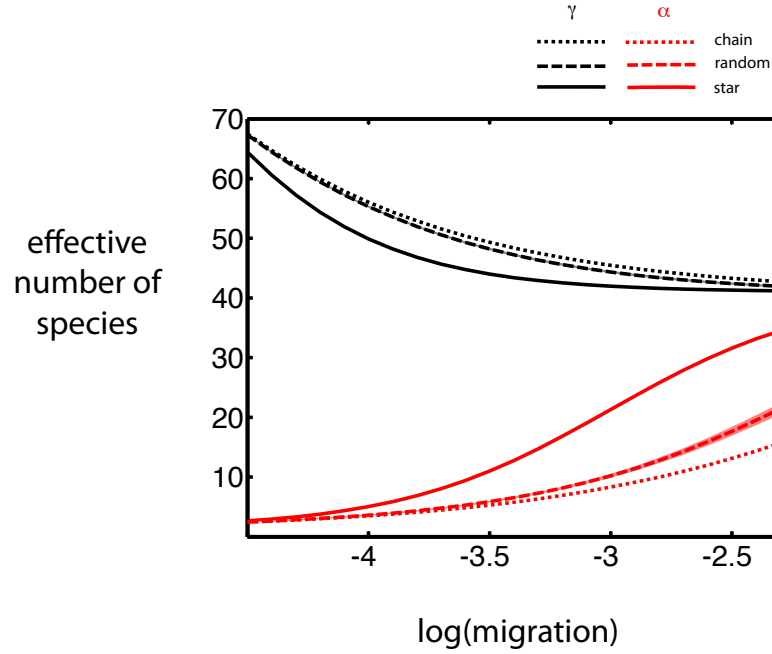 γ α
chain
random
star
70
60
50
40
30
20
10
effective
number of
species
-4 -3.5 -3 -2.5
log(migration)